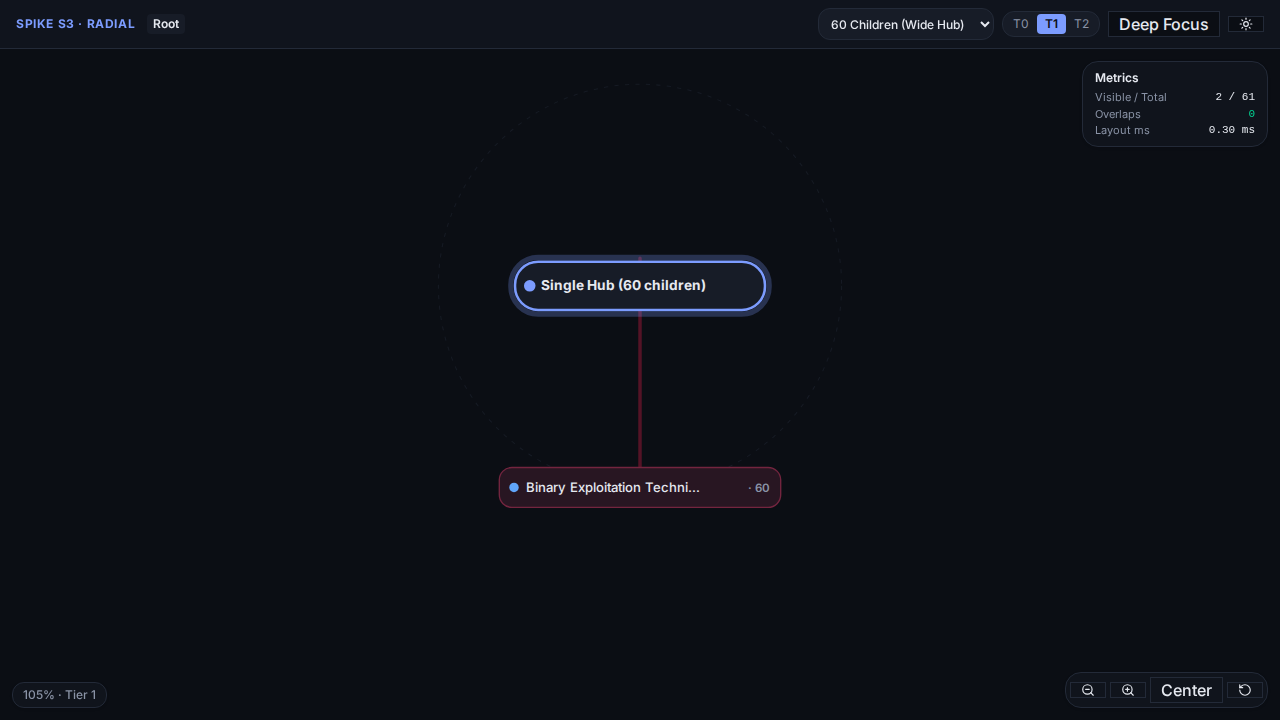 SPIKE S3 · RADIAL Root 60 Children (Wide Hub) T0 T1 T2 Deep Focus
Metrics
Visible / Total 2 / 61
Overlaps 0
Layout ms 0.30 ms
Single Hub (60 children)
Binary Exploitation Techni... · 60
105% · Tier 1
Center